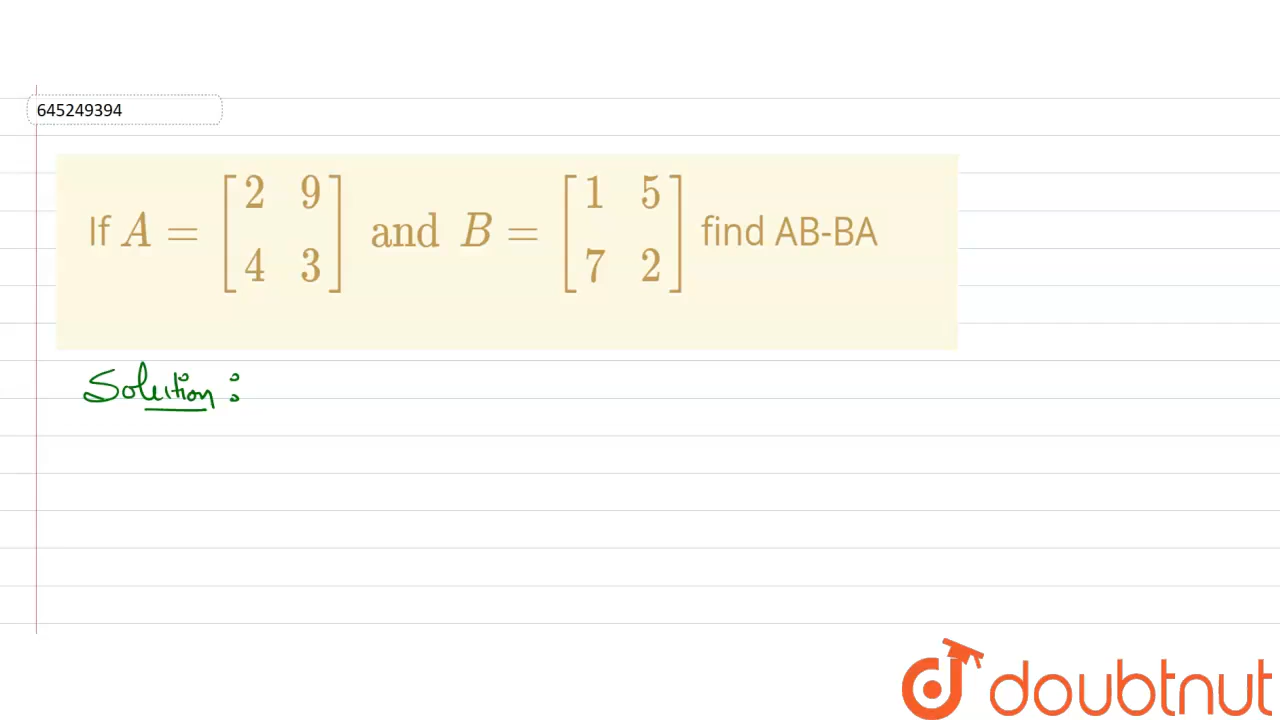 645249394
If A = [2 9 4 3] and B = [1 5 7 2] find AB-BA
Solution :
doubtnut